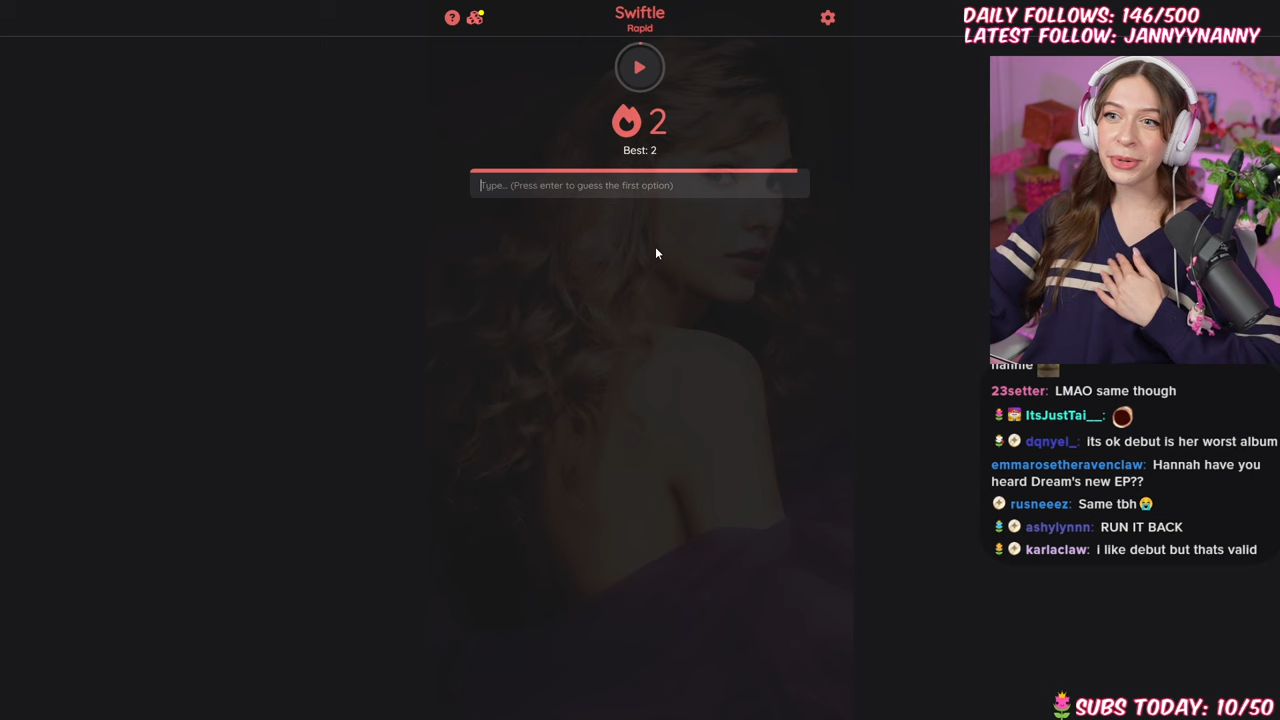 Swiftle
Rapid
2
Best: 2
Type... (Press enter to guess the first option)
DAILY FOLLOWS: 146/500
LATEST FOLLOW: JANNYYNANNY
23setter: LMAO same though
ItsJustTai__:
dqnyel_: its ok debut is her worst album
emmarosetheravenclaw: Hannah have you
heard Dream's new EP??
rusneeez: Same tbh😭
ashylynnn: RUN IT BACK
karlaclaw: i like debut but thats valid
SUBS TODAY: 10/50